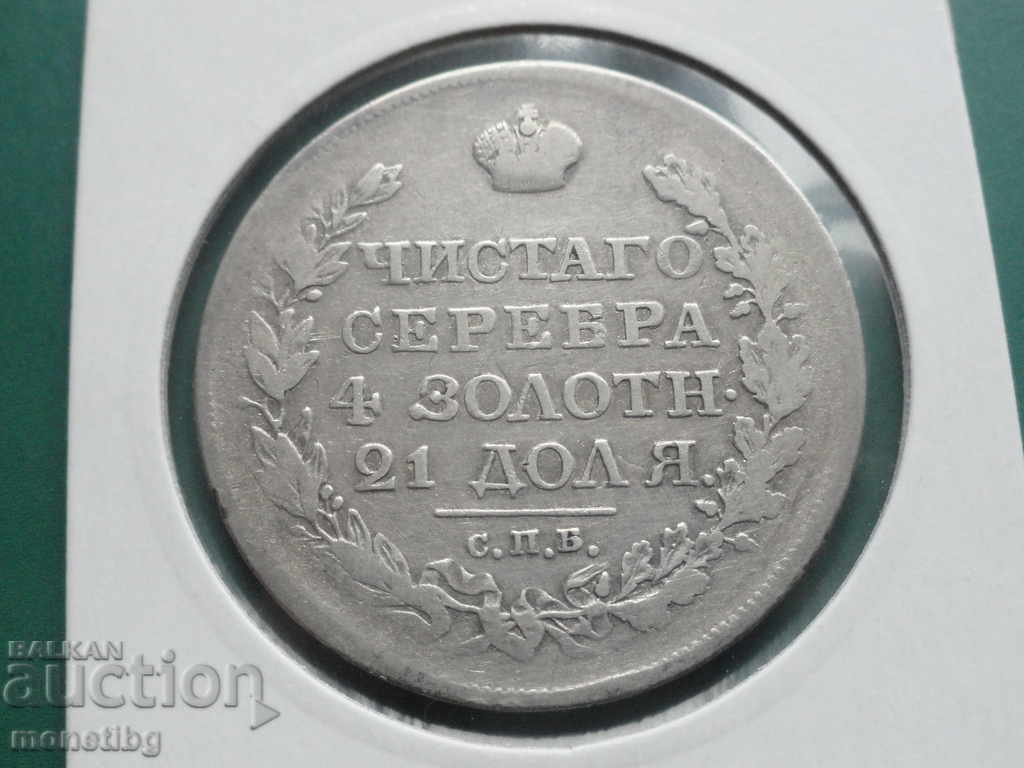 ЧИСТАГО
СЕРЕБРА
4 ЗОЛОТН.
21 ДОЛЯ.
С.П.Б.
BALKAN
auction
monetibg